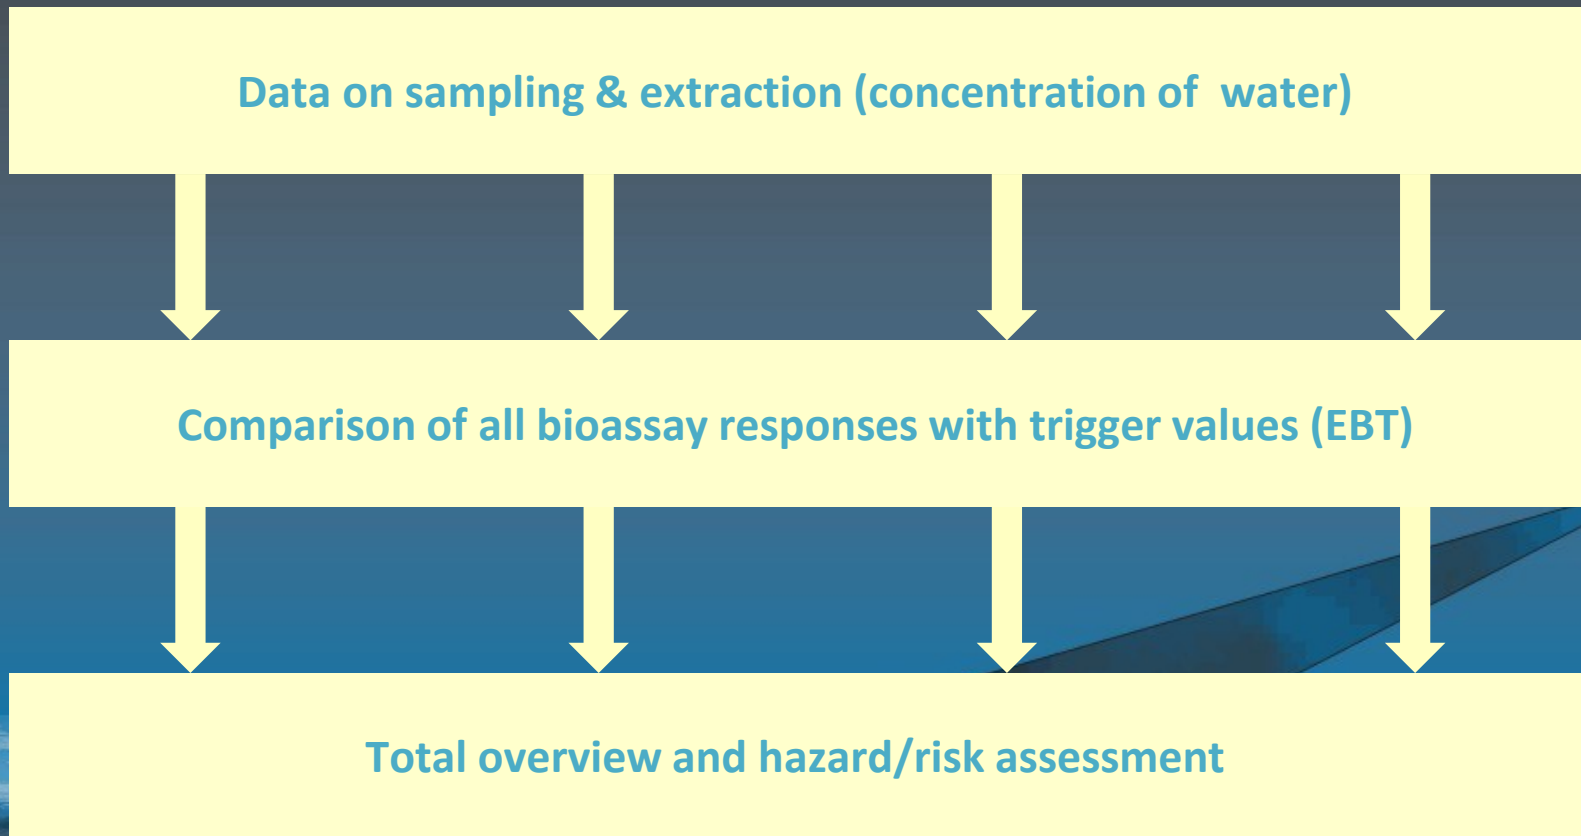 Data on sampling & extraction (concentration of water)
Comparison of all bioassay responses with trigger values (EBT)
Total overview and hazard/risk assessment